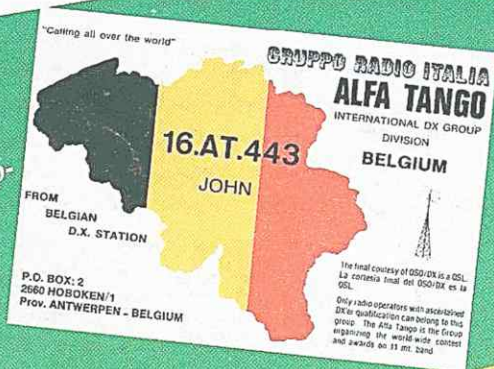 "Calling all over the world"
GRUPPO RADIO ITALIA
ALFA TANGO
INTERNATIONAL DX GROUP
DIVISION
BELGIUM
16.AT.443
JOHN
FROM
BELGIAN
D.X. STATION
P.O. BOX: 2
2660 HOBOKEN/1
Prov. ANTWERPEN - BELGIUM
The final coutesy of QSO/DX is a QSL.
La cortesia final del QSO/DX es la
QSL.
Only radio operators with ascertained
DX'er qualification can belong to this
group. The Alfa Tango is the Group
organizing the world-wide contest
and awards on 11 mt. band